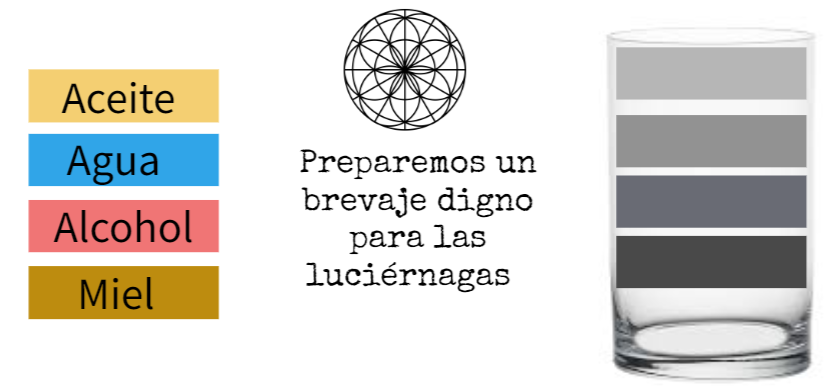 Aceite
Agua
Alcohol
Miel
Preparemos un
brevaje digno
para las
luciérnagas